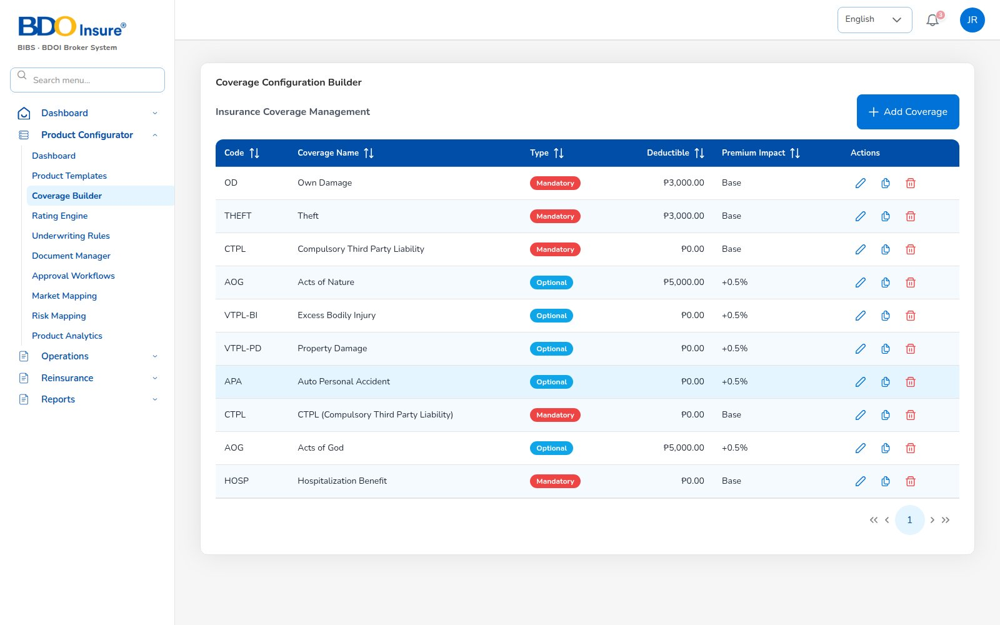 BDO Insure®
BIBS · BDOI Broker System
Search menu...
Dashboard
Product Configurator
Dashboard
Product Templates
Coverage Builder
Rating Engine
Underwriting Rules
Document Manager
Approval Workflows
Market Mapping
Risk Mapping
Product Analytics
Operations
Reinsurance
Reports
English
3
JR
Coverage Configuration Builder
Insurance Coverage Management
Add Coverage
Code Coverage Name Type Deductible Premium Impact Actions
OD Own Damage Mandatory ₱3,000.00 Base
THEFT Theft Mandatory ₱3,000.00 Base
CTPL Compulsory Third Party Liability Mandatory ₱0.00 Base
AOG Acts of Nature Optional ₱5,000.00 +0.5%
VTPL-BI Excess Bodily Injury Optional ₱0.00 +0.5%
VTPL-PD Property Damage Optional ₱0.00 +0.5%
APA Auto Personal Accident Optional ₱0.00 +0.5%
CTPL CTPL (Compulsory Third Party Liability) Mandatory ₱0.00 Base
AOG Acts of God Optional ₱5,000.00 +0.5%
HOSP Hospitalization Benefit Mandatory ₱0.00 Base
1